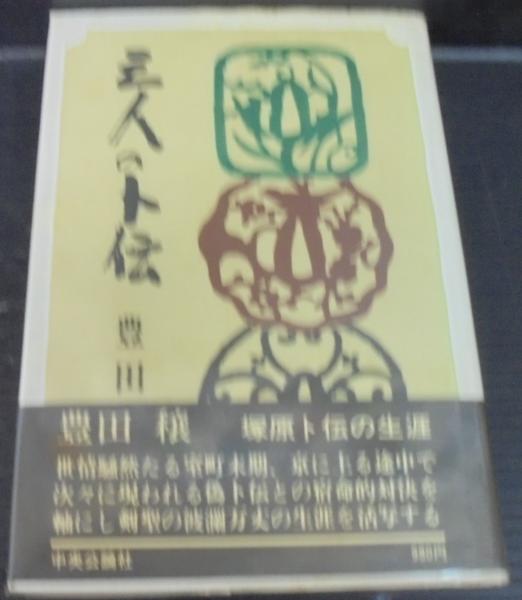 三人の卜伝
豊田
豊田 穣
塚原卜伝の生涯
世情騒然たる室町末期、京に上る途中で
次々に現われる偽卜伝との宿命的対決を
軸にし剣聖の波瀾万丈の生涯を活写する
中央公論社
980円